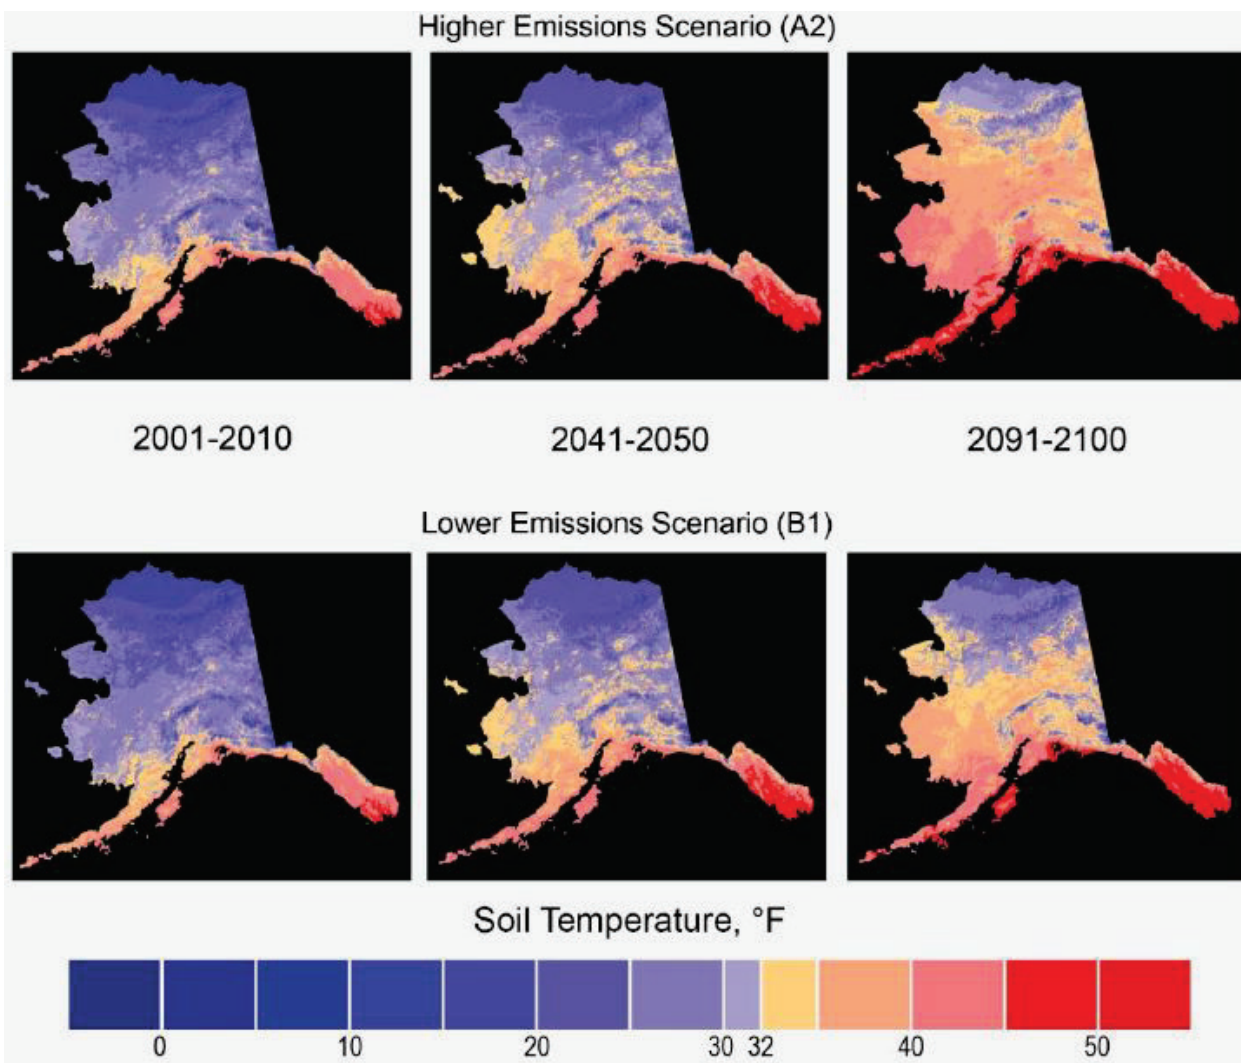 Higher Emissions Scenario (A2)
2001-2010 2041-2050 2091-2100
Lower Emissions Scenario (B1)
Soil Temperature, °F
0 10 20 30 32 40 50